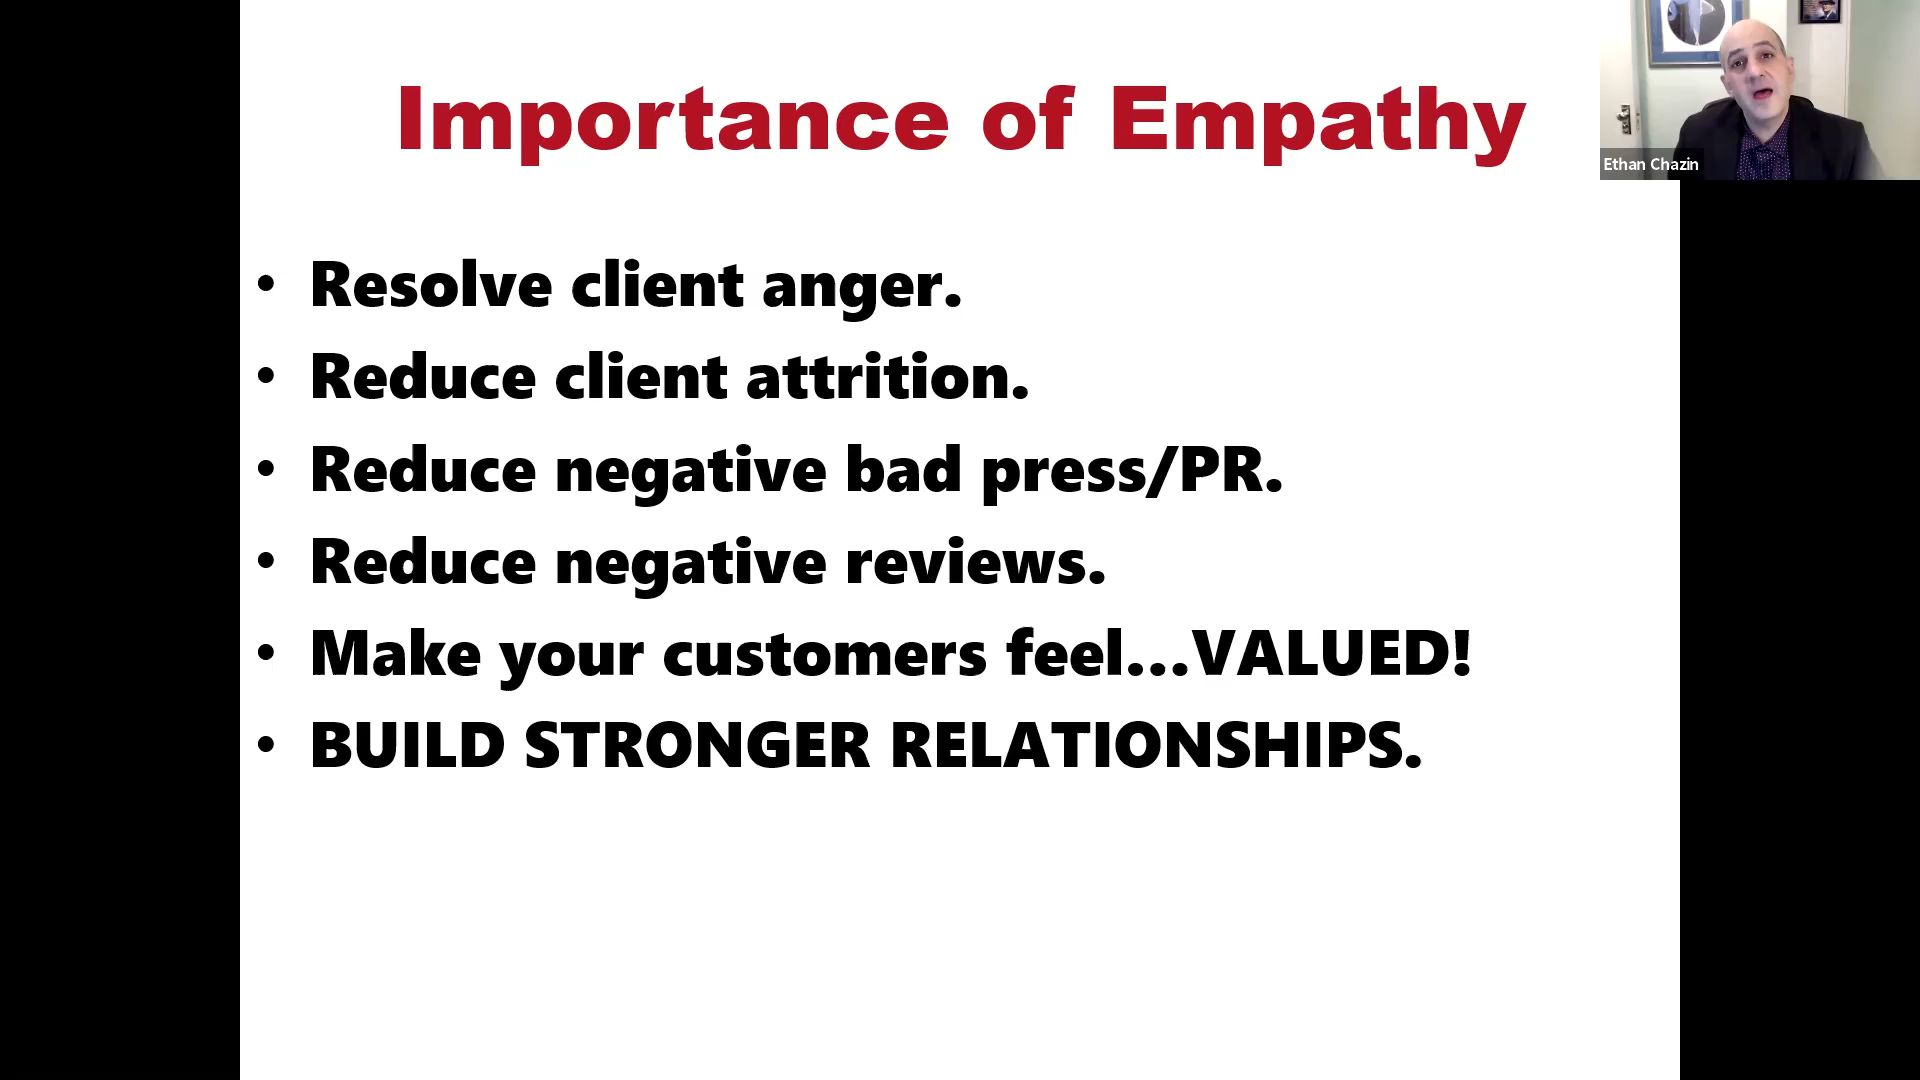 Importance of Empathy
Ethan Chazin
• Resolve client anger.
• Reduce client attrition.
• Reduce negative bad press/PR.
• Reduce negative reviews.
• Make your customers feel...VALUED!
• BUILD STRONGER RELATIONSHIPS.